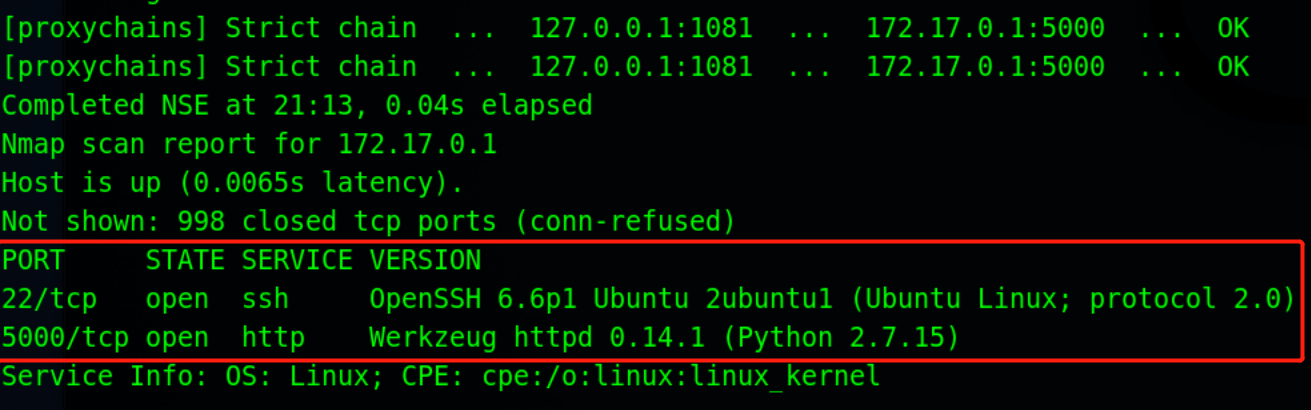 [proxychains] Strict chain  ...  127.0.0.1:1081  ...  172.17.0.1:5000  ...  OK
[proxychains] Strict chain  ...  127.0.0.1:1081  ...  172.17.0.1:5000  ...  OK
Completed NSE at 21:13, 0.04s elapsed
Nmap scan report for 172.17.0.1
Host is up (0.0065s latency).
Not shown: 998 closed tcp ports (conn-refused)
PORT     STATE SERVICE VERSION
22/tcp   open  ssh     OpenSSH 6.6p1 Ubuntu 2ubuntu1 (Ubuntu Linux; protocol 2.0)
5000/tcp open  http    Werkzeug httpd 0.14.1 (Python 2.7.15)
Service Info: OS: Linux; CPE: cpe:/o:linux:linux_kernel